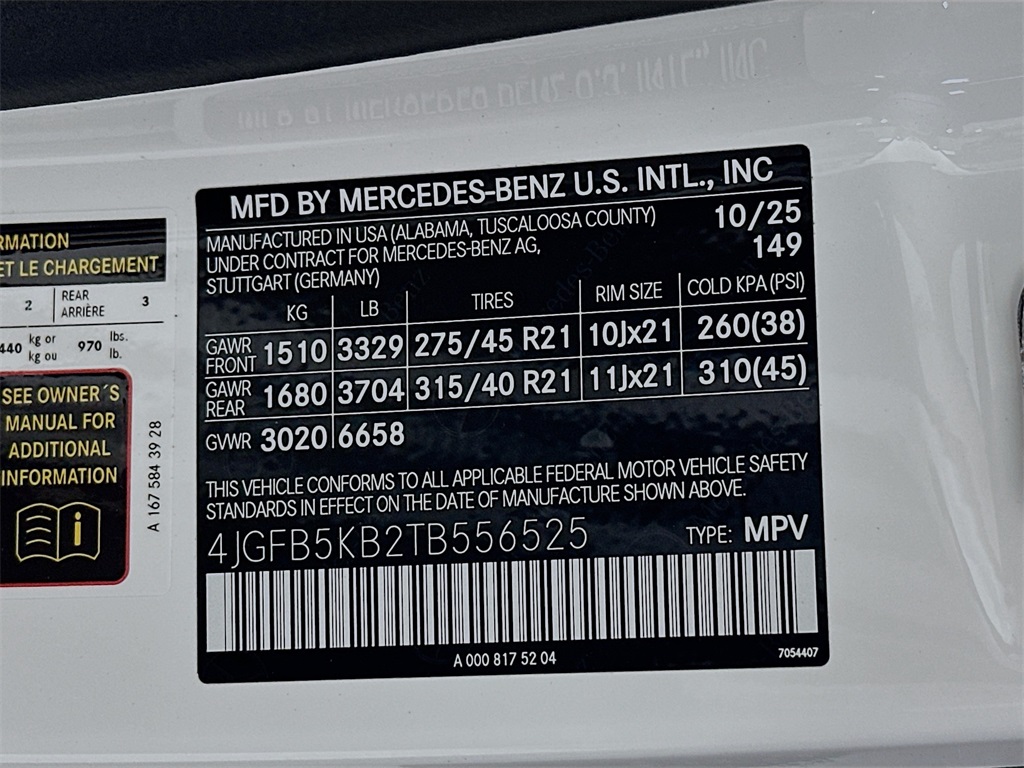 MFD BY MERCEDES-BENZ U.S. INTL., INC
MANUFACTURED IN USA (ALABAMA, TUSCALOOSA COUNTY) 10/25
UNDER CONTRACT FOR MERCEDES-BENZ AG, 149
STUTTGART (GERMANY)
KG LB TIRES RIM SIZE COLD KPA (PSI)
GAWR FRONT 1510 3329 275/45 R21 10Jx21 260(38)
GAWR REAR 1680 3704 315/40 R21 11Jx21 310(45)
GVWR 3020 6658
THIS VEHICLE CONFORMS TO ALL APPLICABLE FEDERAL MOTOR VEHICLE SAFETY
STANDARDS IN EFFECT ON THE DATE OF MANUFACTURE SHOWN ABOVE.
4JGFB5KB2TB556525 TYPE: MPV
A 000 817 52 04 7054407
RMATION
ET LE CHARGEMENT
2 REAR 3
ARRIÈRE
440 kg or 970 lbs.
kg ou lb.
SEE OWNER´S
MANUAL FOR
ADDITIONAL
INFORMATION
A 167 584 39 28